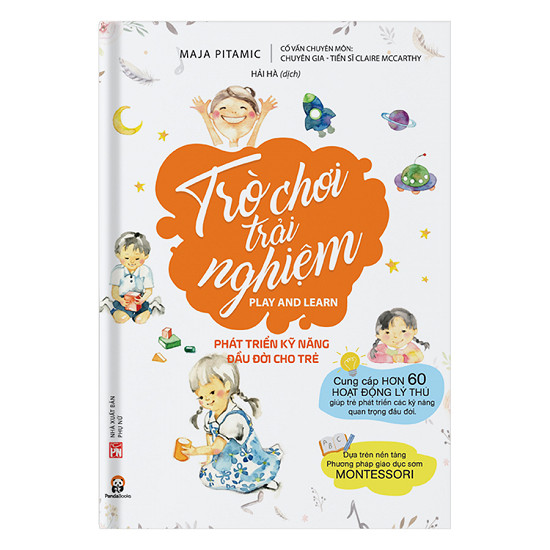 MAJA PITAMIC
CỐ VẤN CHUYÊN MÔN:
CHUYÊN GIA - TIẾN SĨ CLAIRE MCCARTHY
HẢI HÀ (dịch)
Trò chơi
trải
nghiệm
PLAY AND LEARN
PHÁT TRIỂN KỸ NĂNG
ĐẦU ĐỜI CHO TRẺ
Cung cấp HƠN 60
HOẠT ĐỘNG LÝ THÚ
giúp trẻ phát triển các kỹ năng
quan trọng đầu đời.
ABC
Dựa trên nền tảng
Phương pháp giáo dục sớm
MONTESSORI
NHÀ XUẤT BẢN
PHỤ NỮ
PN
PandaBooks